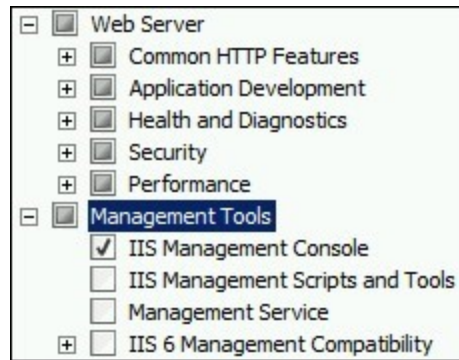 Web Server
Common HTTP Features
Application Development
Health and Diagnostics
Security
Performance
Management Tools
IIS Management Console
IIS Management Scripts and Tools
Management Service
IIS 6 Management Compatibility